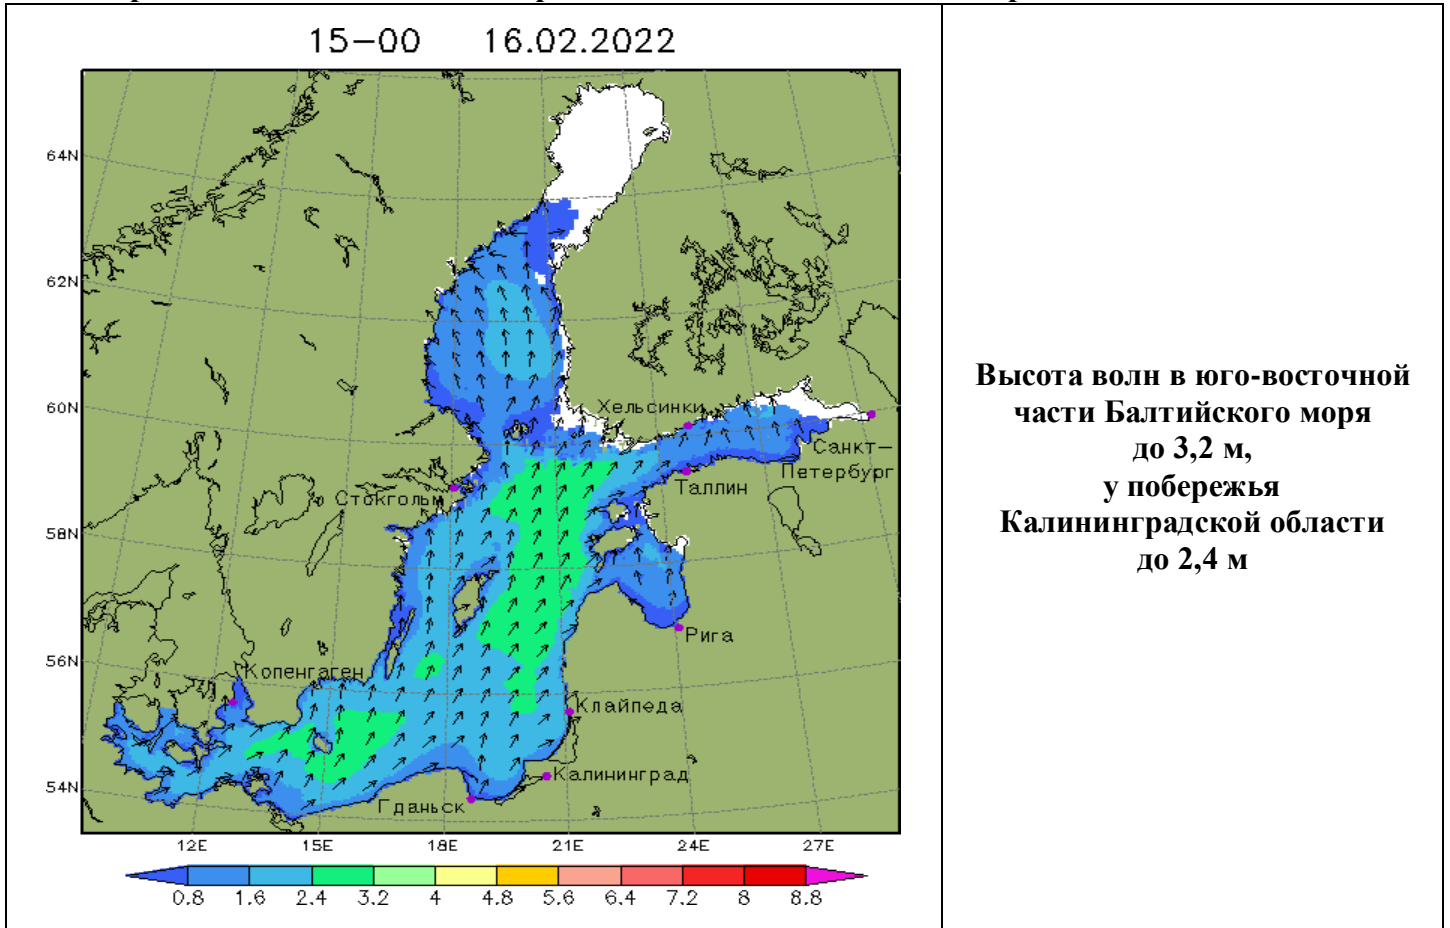 15-00 16.02.2022
64N
62N
60N
58N
56N
54N
Хельсинки
Санкт-
Петербург
Таллин
Стокгольм
Рига
Копенгаген
Клайпеда
Калининград
Гданьск
12E 15E 18E 21E 24E 27E
0.8 1.6 2.4 3.2 4 4.8 5.6 6.4 7.2 8 8.8
Высота волн в юго-восточной
части Балтийского моря
до 3,2 м,
у побережья
Калининградской области
до 2,4 м